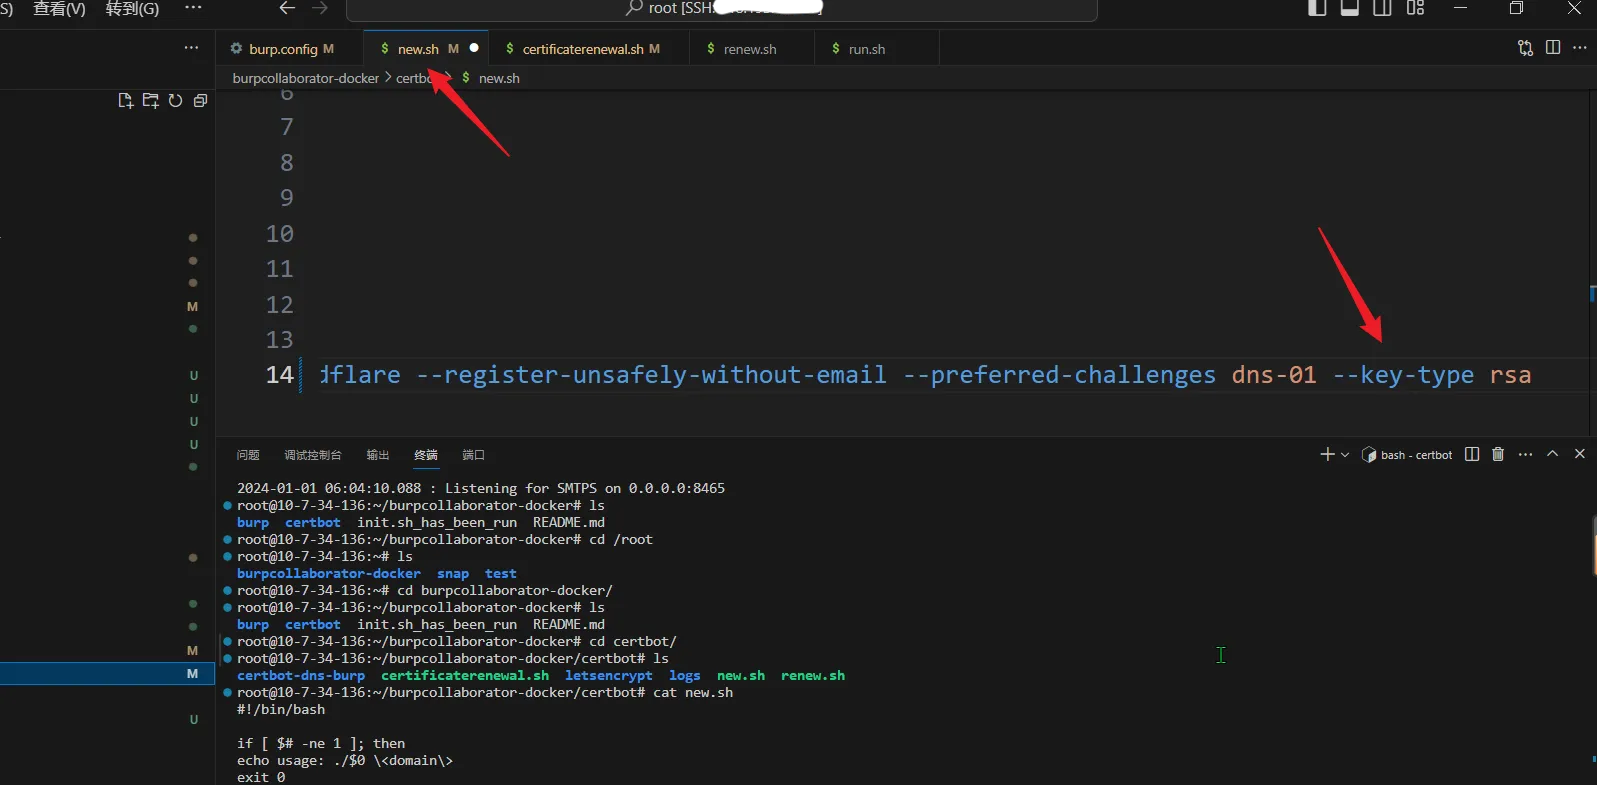 S) 查看(V) 转到(G) ···
root [SSH:
burp.config M
$ new.sh M
$ certificaterenewal.sh M
$ renew.sh
$ run.sh
burpcollaborator-docker > certbo > $ new.sh
6
7
8
9
10
11
12
13
14 dflare --register-unsafely-without-email --preferred-challenges dns-01 --key-type rsa
M
U
U
U
U
M
M
U
问题 调试控制台 输出 终端 端口
bash - certbot
2024-01-01 06:04:10.088 : Listening for SMTPS on 0.0.0.0:8465
root@10-7-34-136:~/burpcollaborator-docker# ls
burp certbot init.sh_has_been_run README.md
root@10-7-34-136:~/burpcollaborator-docker# cd /root
root@10-7-34-136:~# ls
burpcollaborator-docker snap test
root@10-7-34-136:~# cd burpcollaborator-docker/
root@10-7-34-136:~/burpcollaborator-docker# ls
burp certbot init.sh_has_been_run README.md
root@10-7-34-136:~/burpcollaborator-docker# cd certbot/
root@10-7-34-136:~/burpcollaborator-docker/certbot# ls
certbot-dns-burp certificaterenewal.sh letsencrypt logs new.sh renew.sh
root@10-7-34-136:~/burpcollaborator-docker/certbot# cat new.sh
#!/bin/bash
if [ $# -ne 1 ]; then
echo usage: ./$0 \<domain\>
exit 0